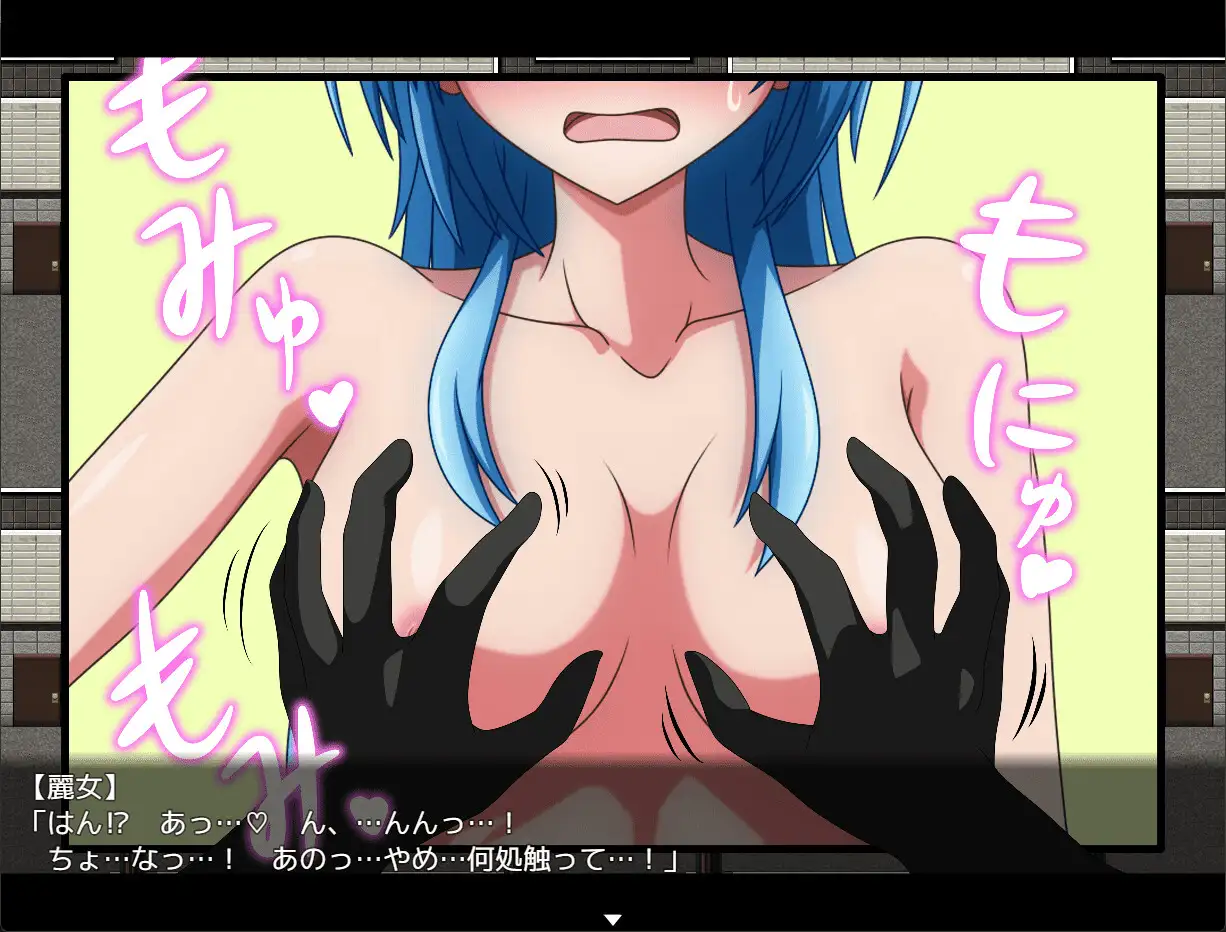 もみゅ♥
もにゅ♥
もみ♥
【麗女】
「はん!? あっ…♡ ん、…んんっ…！
ちょ…なっ…！ あのっ…やめ…何処触って…！」